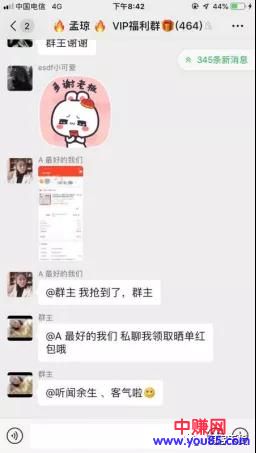 中国电信 4G 下午8:42
2 🔥 孟琼 🔥 VIP福利群🎁(464)
群主谢谢
345条新消息
esdf小可爱
多谢老板
A 最好的我们
A 最好的我们
@群主 我抢到了，群主
群主
@A 最好的我们 私聊我领取晒单红
包哦
群主
@听闻余生 、客气啦
中赚网
www.you85.com